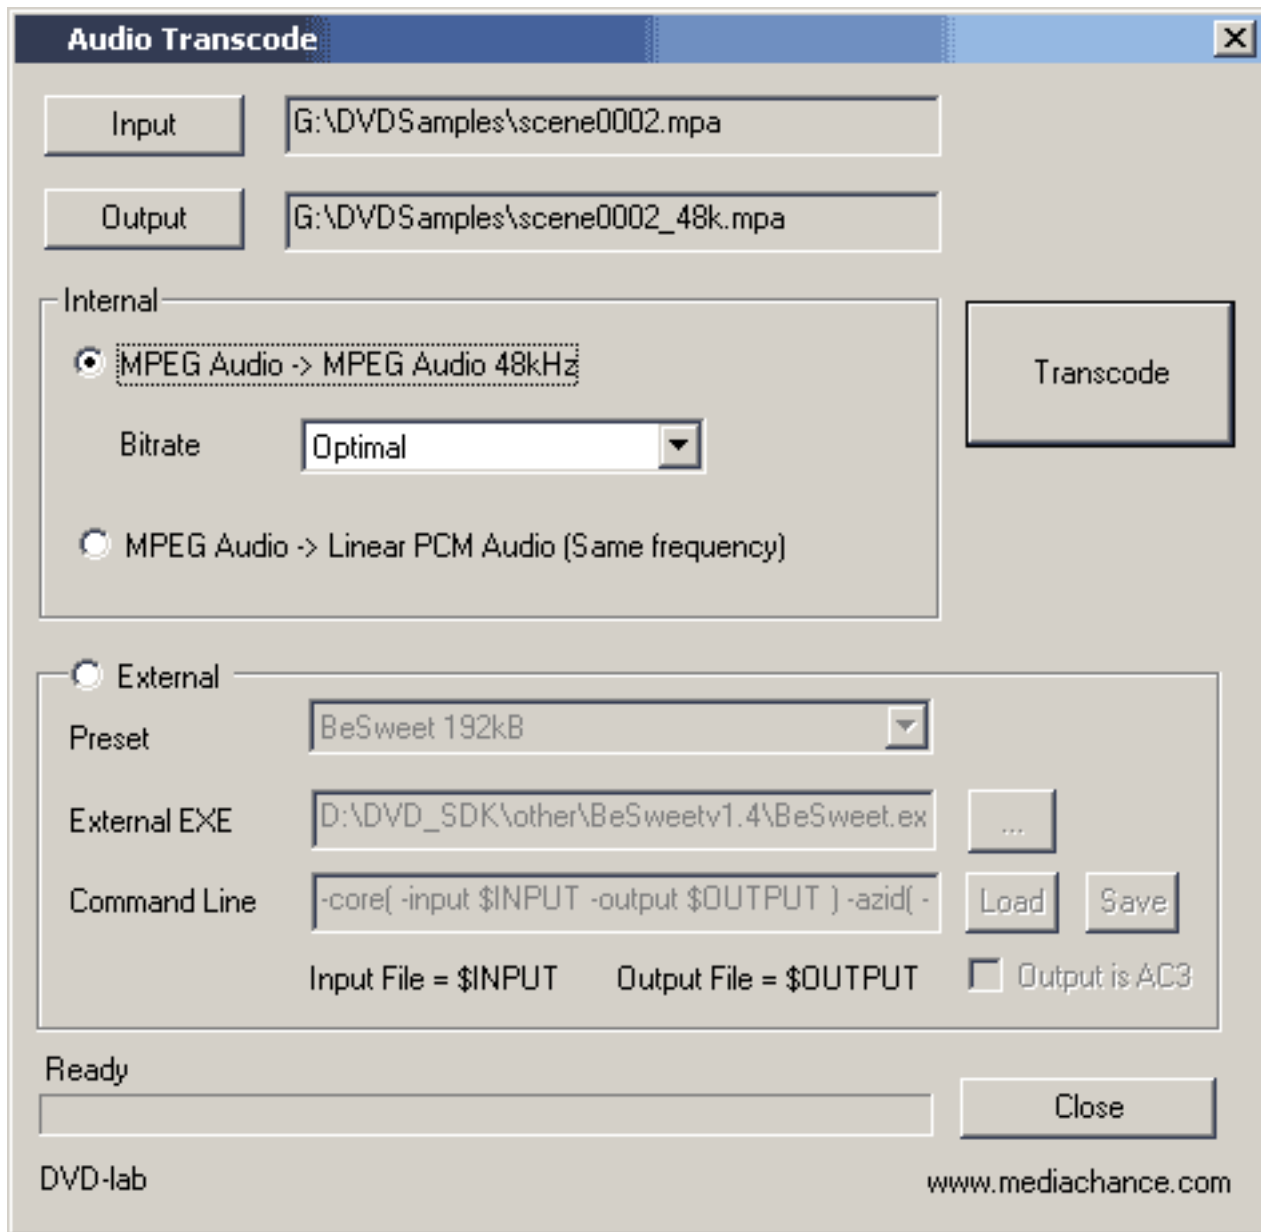 Audio Transcode
Input G:\DVDSamples\scene0002.mpa
Output G:\DVDSamples\scene0002_48k.mpa
Internal
MPEG Audio -> MPEG Audio 48kHz
Transcode
Bitrate Optimal
MPEG Audio -> Linear PCM Audio (Same frequency)
External
Preset BeSweet 192kB
External EXE D:\DVD_SDK\other\BeSweetv1.4\BeSweet.ex ...
Command Line -core( -input $INPUT -output $OUTPUT ) -azid( - Load Save
Input File = $INPUT Output File = $OUTPUT Output is AC3
Ready
Close
DVD-lab www.mediachance.com